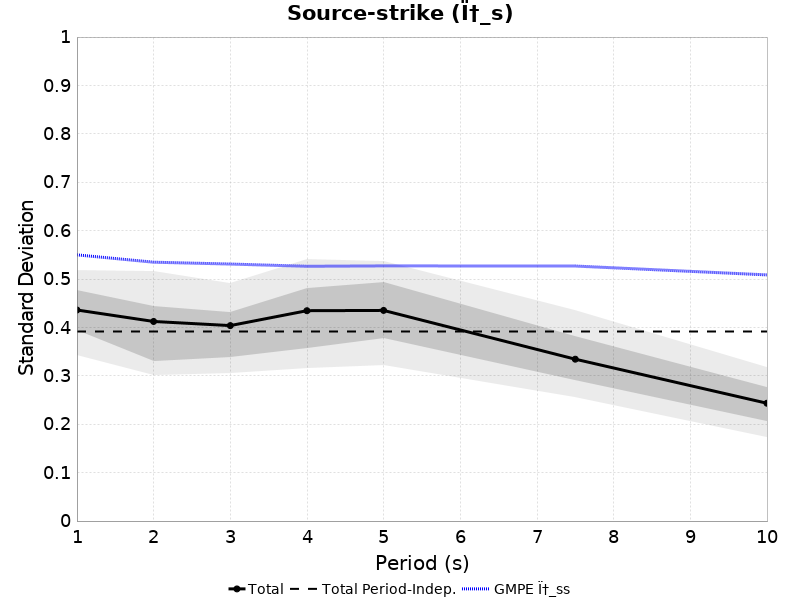 Source-strike (Ï†_s)
1
0.9
0.8
0.7
0.6
0.5
0.4
0.3
0.2
0.1
0
Standard Deviation
1 2 3 4 5 6 7 8 9 10
Period (s)
Total Total Period-Indep. GMPE Ï†_ss